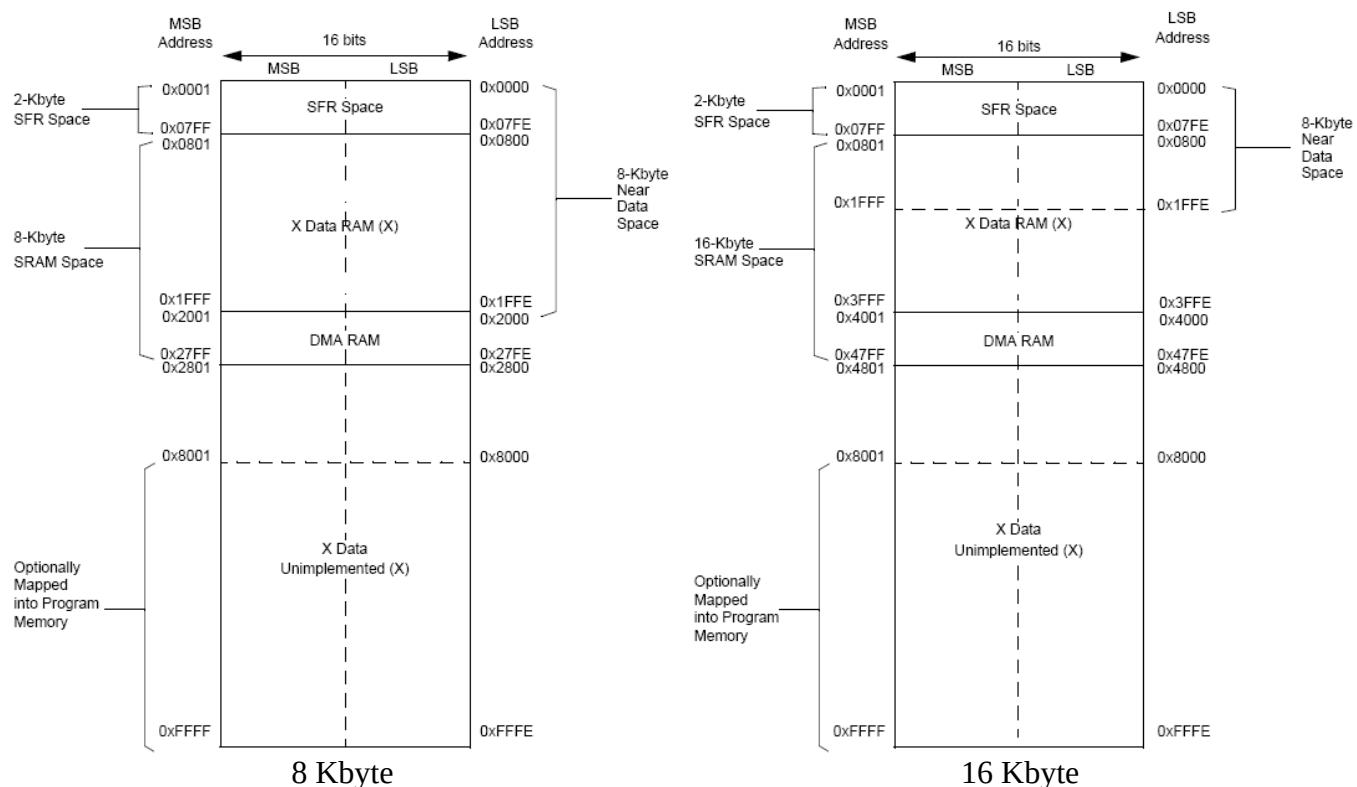 MSB
Address
LSB
Address
16 bits
MSB
LSB
0x0001
0x0000
2-Kbyte
SFR Space
SFR Space
0x07FF
0x07FE
0x0801
0x0800
8-Kbyte
Near
Data
Space
X Data RAM (X)
8-Kbyte
SRAM Space
0x1FFF
0x1FFE
0x2001
0x2000
DMA RAM
0x27FF
0x27FE
0x2801
0x2800
0x8001
0x8000
X Data
Unimplemented (X)
Optionally
Mapped
into Program
Memory
0xFFFF
0xFFFE
8 Kbyte
MSB
Address
LSB
Address
16 bits
MSB
LSB
0x0001
0x0000
2-Kbyte
SFR Space
SFR Space
0x07FF
0x07FE
0x0801
0x0800
8-Kbyte
Near
Data
Space
0x1FFF
0x1FFE
X Data RAM (X)
16-Kbyte
SRAM Space
0x3FFF
0x3FFE
0x4001
0x4000
DMA RAM
0x47FF
0x47FE
0x4801
0x4800
0x8001
0x8000
X Data
Unimplemented (X)
Optionally
Mapped
into Program
Memory
0xFFFF
0xFFFE
16 Kbyte